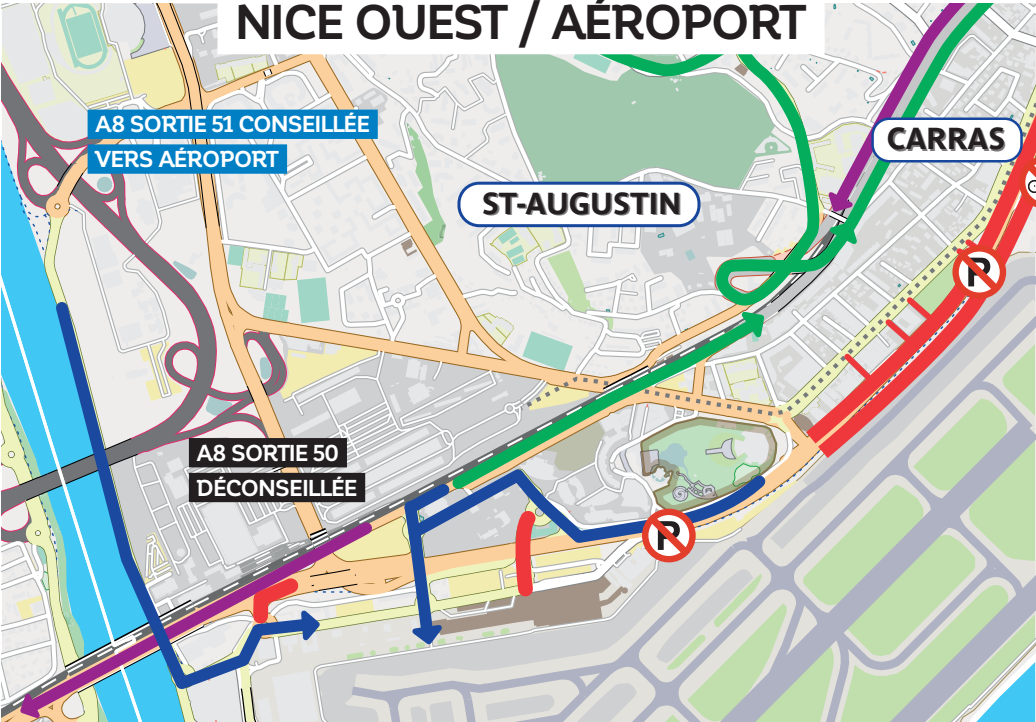 NICE OUEST / AÉROPORT
A8 SORTIE 51 CONSEILLÉE
VERS AÉROPORT
CARRAS
ST-AUGUSTIN
P
A8 SORTIE 50
DÉCONSEILLÉE
P